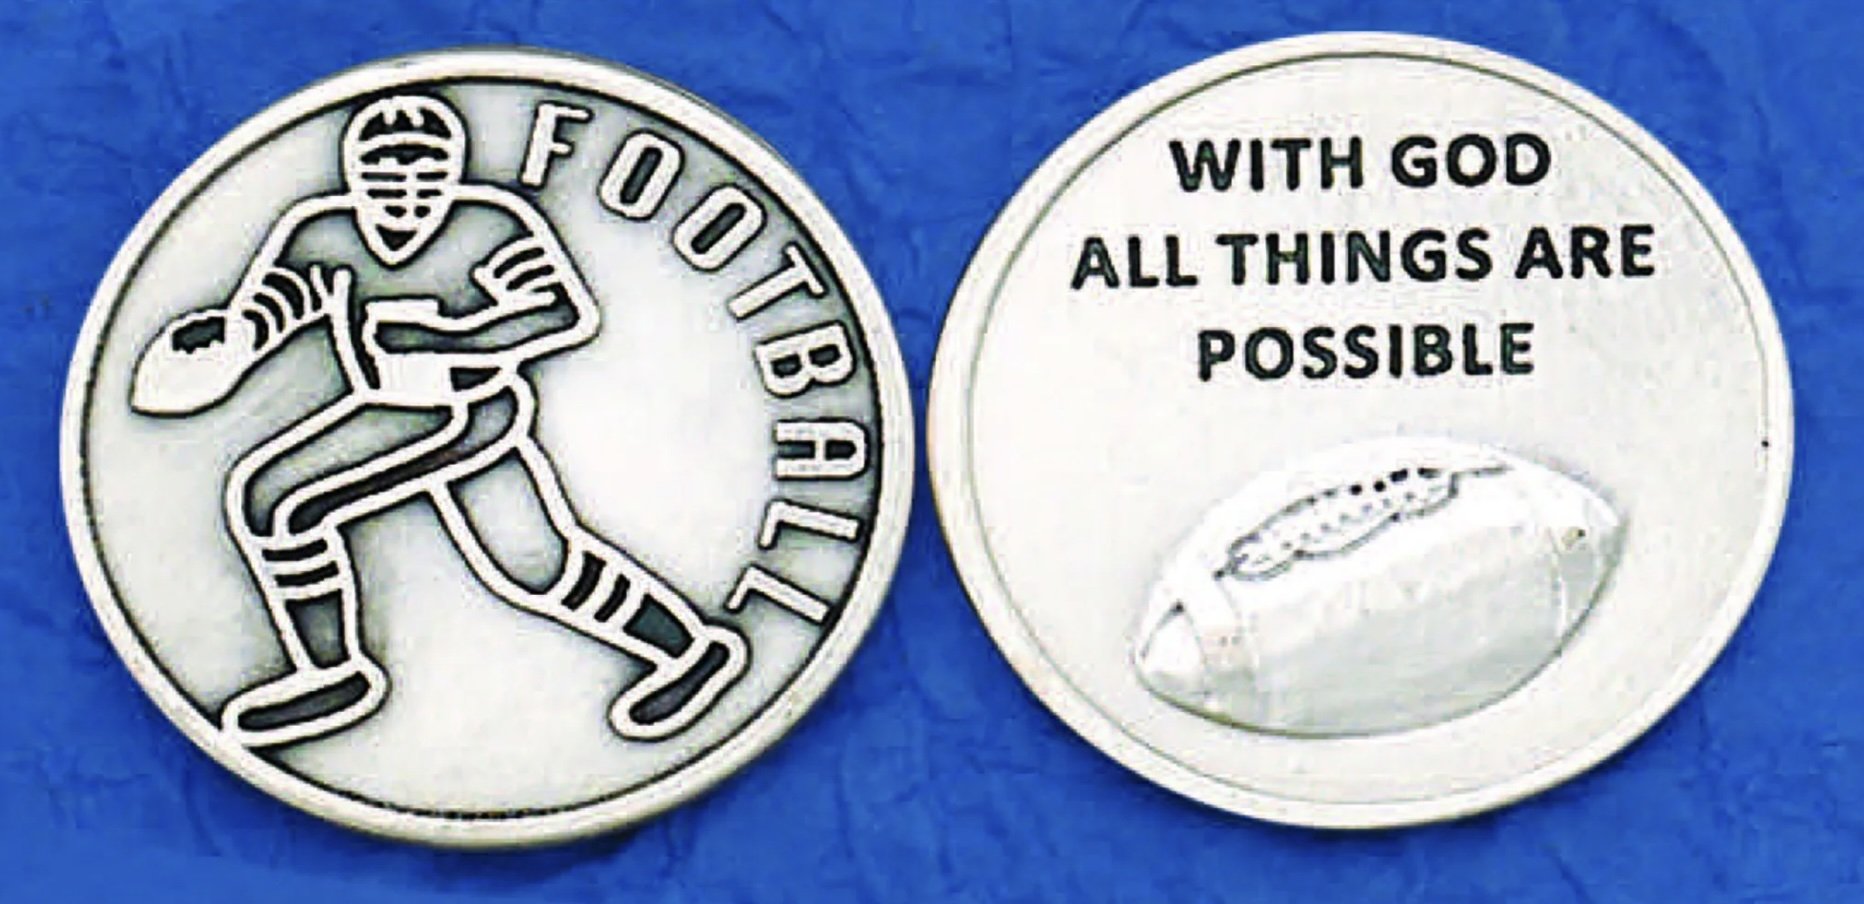 FOOTBALL
WITH GOD
ALL THINGS ARE
POSSIBLE